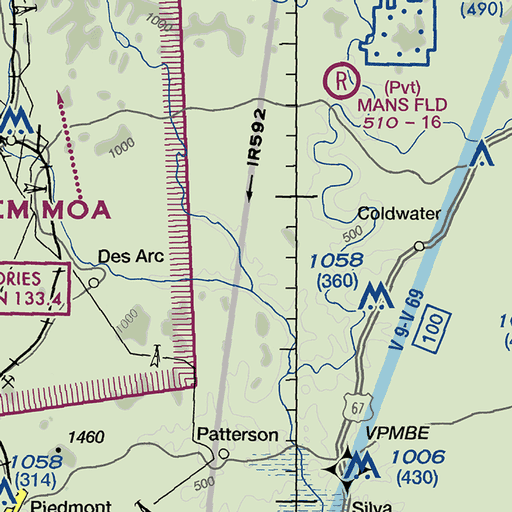 1000
(490)
R
(Pvt)
MANS FLD
510 - 16
IR592
1000
EM MOA
Coldwater
500
1058
(360)
Des Arc
ORIES
N 133.4
1000
V 9-V 69
100
67
1460
Patterson
VPMBE
1058
(314)
1006
(430)
500
Piedmont
Silva